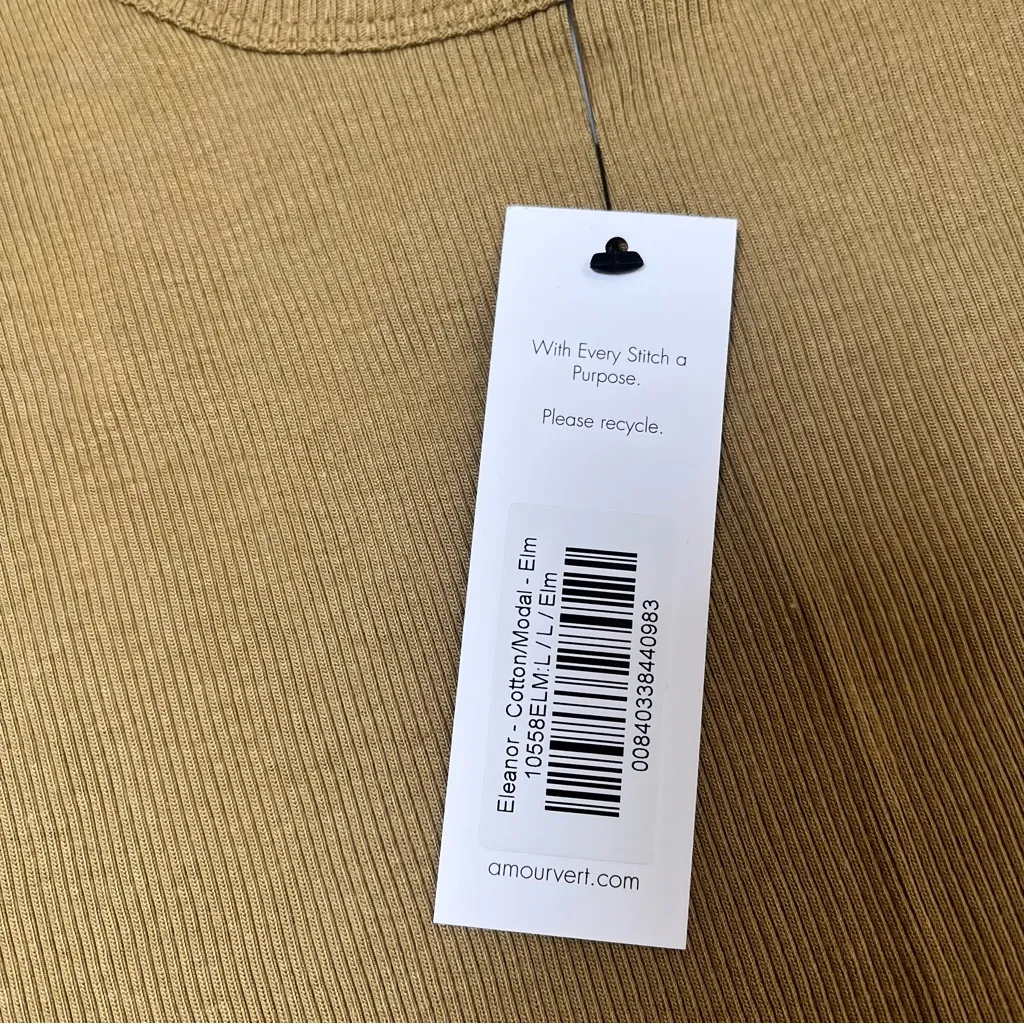 With Every Stitch a
Purpose.
Please recycle.
Eleanor - Cotton/Modal - Elm
10558ELM:L / L / Elm
00840338440983
amourvert.com